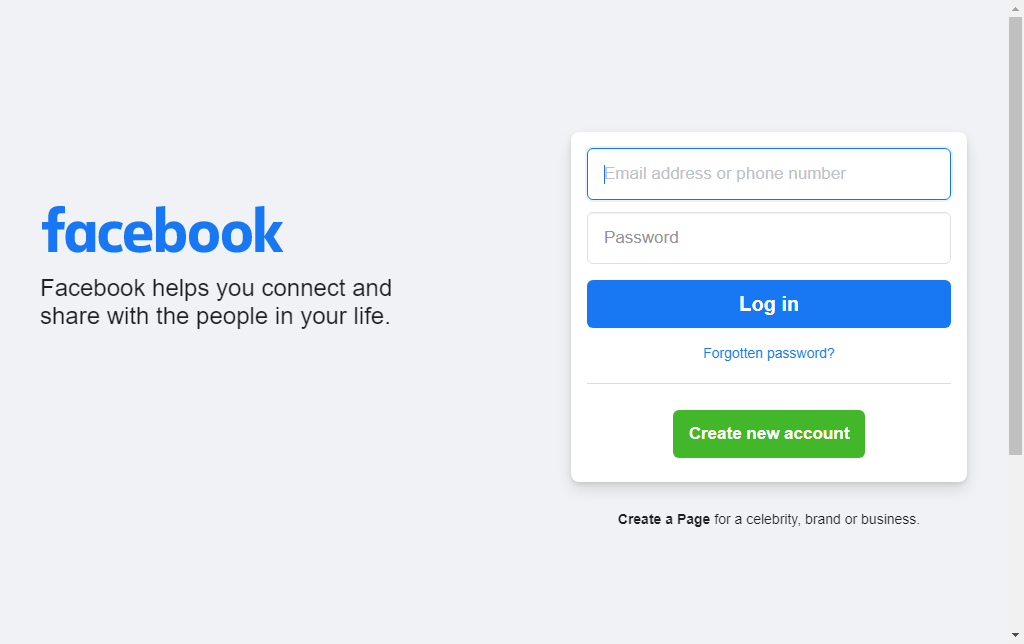 facebook
Facebook helps you connect and
share with the people in your life.
Email address or phone number
Password
Log in
Forgotten password?
Create new account
Create a Page for a celebrity, brand or business.